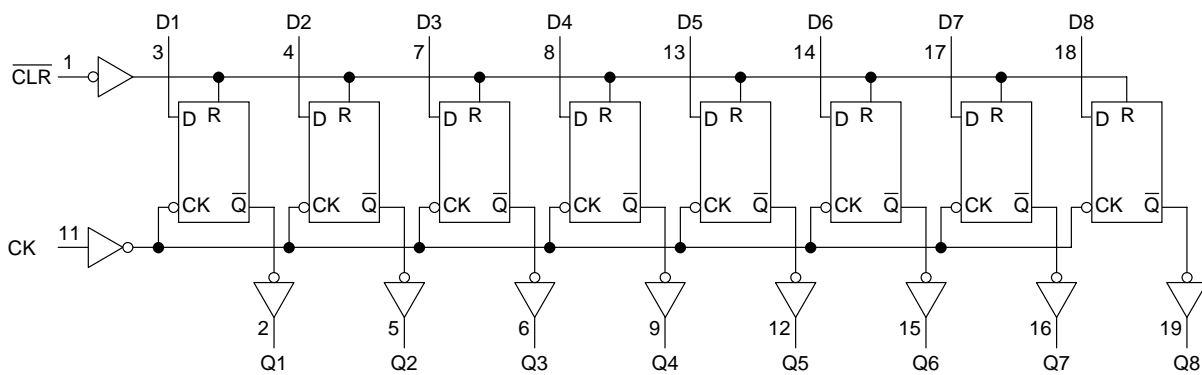 D1 D2 D3 D4 D5 D6 D7 D8
3 4 7 8 13 14 17 18
C̅L̅R̅ 1
D R D R D R D R D R D R D R D R
CK Q̅ CK Q̅ CK Q̅ CK Q̅ CK Q̅ CK Q̅ CK Q̅ CK Q̅
CK 11
2 5 6 9 12 15 16 19
Q1 Q2 Q3 Q4 Q5 Q6 Q7 Q8